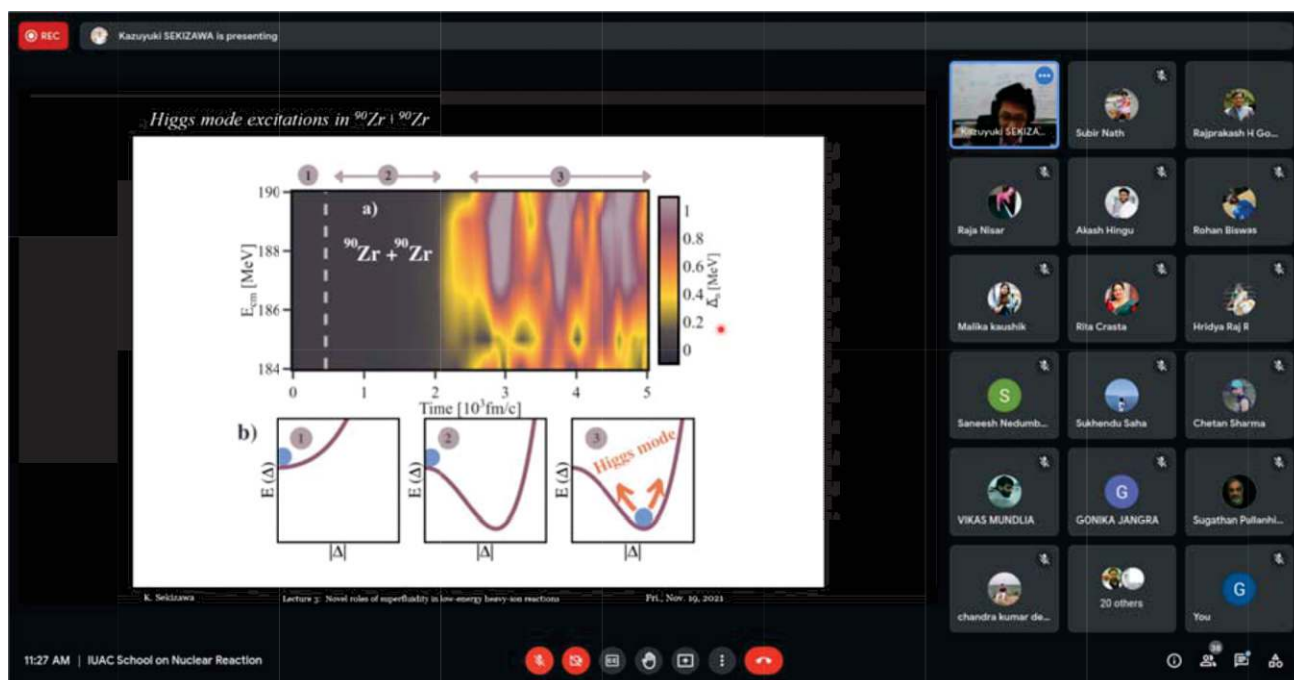 REC
Kazuyuki SEKIZAWA is presenting
Higgs mode excitations in ⁹⁰Zr + ⁹⁰Zr
1 2 3
190
188
186
184
E_cm [MeV]
a)
⁹⁰Zr + ⁹⁰Zr
1
0.8
0.6
0.4
0.2
0
[MeV]
0 1 2 3 4 5
Time [10³fm/c]
b)
1 2 3
Higgs mode
E (Δ) E (Δ) E (Δ)
|Δ| |Δ| |Δ|
K. Sekizawa Lecture 3: Novel roles of superfluidity in low-energy heavy-ion reactions Fri., Nov. 19, 2021
Kazuyuki SEKIZA...
Subir Nath
Rajprakash H Go...
Raja Nisar
Akash Hingu
Rohan Biswas
Malika kaushik
Rita Crasta
Hridya Raj R
S
Saneesh Nedumb...
Sukhendu Saha
Chetan Sharma
VIKAS MUNDLIA
G
GONIKA JANGRA
Sugathan Pullanhi...
chandra kumar de...
20 others
G
You
11:27 AM | IUAC School on Nuclear Reaction